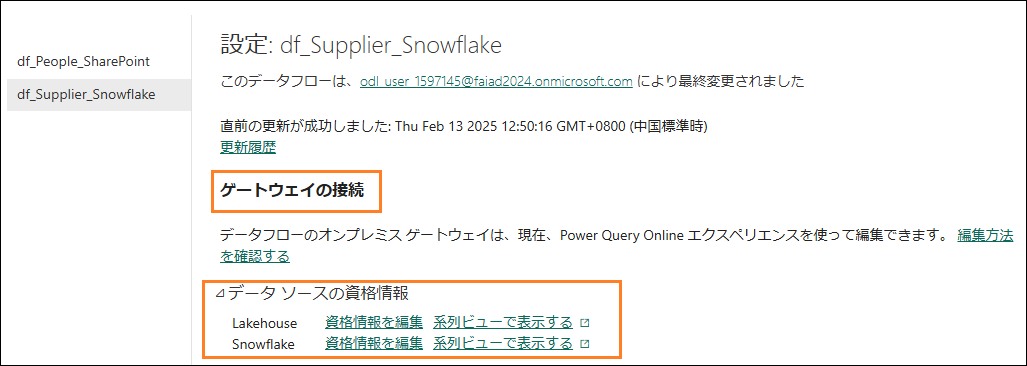 df_People_SharePoint
df_Supplier_Snowflake
設定: df_Supplier_Snowflake
このデータフローは、odl_user_1597145@faiad2024.onmicrosoft.com により最終変更されました
直前の更新が成功しました: Thu Feb 13 2025 12:50:16 GMT+0800 (中国標準時)
更新履歴
ゲートウェイの接続
データフローのオンプレミス ゲートウェイは、現在、Power Query Online エクスペリエンスを使って編集できます。 編集方法
を確認する
データ ソースの資格情報
Lakehouse 資格情報を編集 系列ビューで表示する
Snowflake 資格情報を編集 系列ビューで表示する